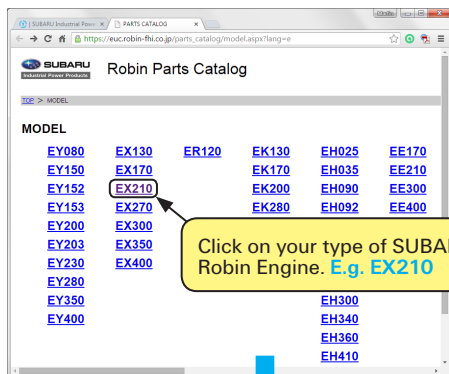 SUBARU Industrial Powe
PARTS CATALOG
https://euc.robin-fhi.co.jp/parts_catalog/model.aspx?lang=e
SUBARU
Industrial Power Products
Robin Parts Catalog
TOP > MODEL
MODEL
EY080 EX130 ER120 EK130 EH025 EE170
EY150 EX170 EK170 EH035 EE210
EY152 EX210 EK200 EH090 EE300
EY153 EX270 EK280 EH092 EE400
EY200 EX300
EY203 EX350
EY230 EX400
EY280
EY350 EH300
EY400 EH340
EH360
EH410
Click on your type of SUBA
Robin Engine. E.g. EX210